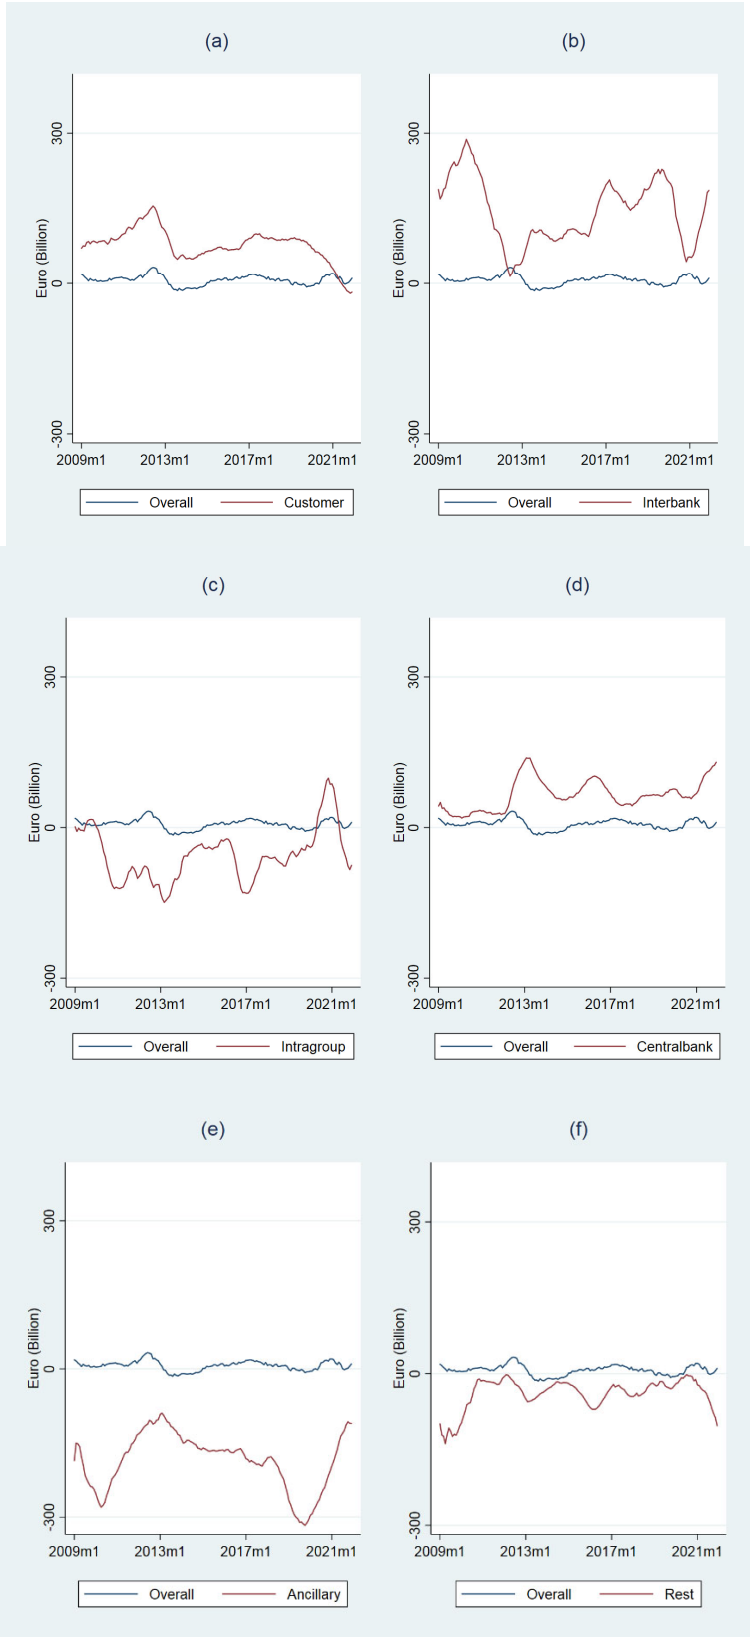 (a) (b)
300 300
Euro (Billion) Euro (Billion)
0 0
-300 -300
2009m1 2013m1 2017m1 2021m1 2009m1 2013m1 2017m1 2021m1
Overall Customer Overall Interbank
(c) (d)
300 300
Euro (Billion) Euro (Billion)
0 0
-300 -300
2009m1 2013m1 2017m1 2021m1 2009m1 2013m1 2017m1 2021m1
Overall Intragroup Overall Centralbank
(e) (f)
300 300
Euro (Billion) Euro (Billion)
0 0
-300 -300
2009m1 2013m1 2017m1 2021m1 2009m1 2013m1 2017m1 2021m1
Overall Ancillary Overall Rest